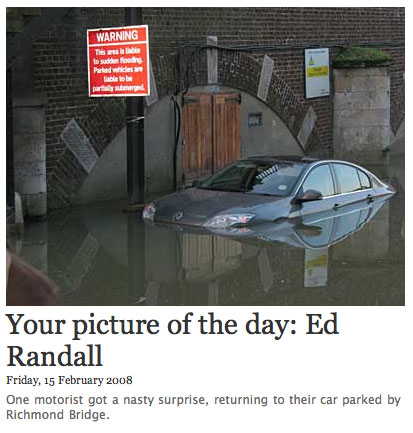 WARNING
This area is liable
to sudden flooding.
Parked vehicles are
liable to be
partially submerged.
Your picture of the day: Ed
Randall
Friday, 15 February 2008
One motorist got a nasty surprise, returning to their car parked by
Richmond Bridge.